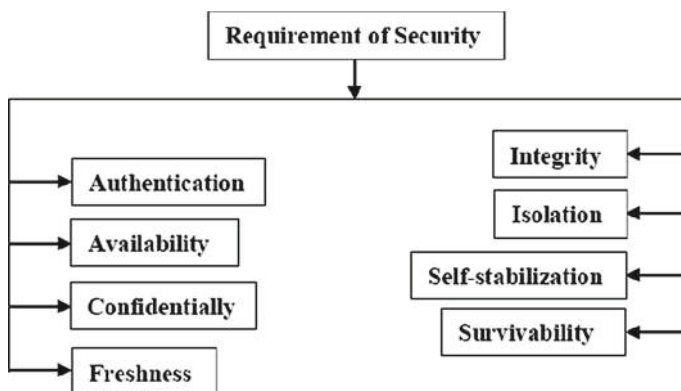 Requirement of Security
Authentication
Availability
Confidentially
Freshness
Integrity
Isolation
Self-stabilization
Survivability